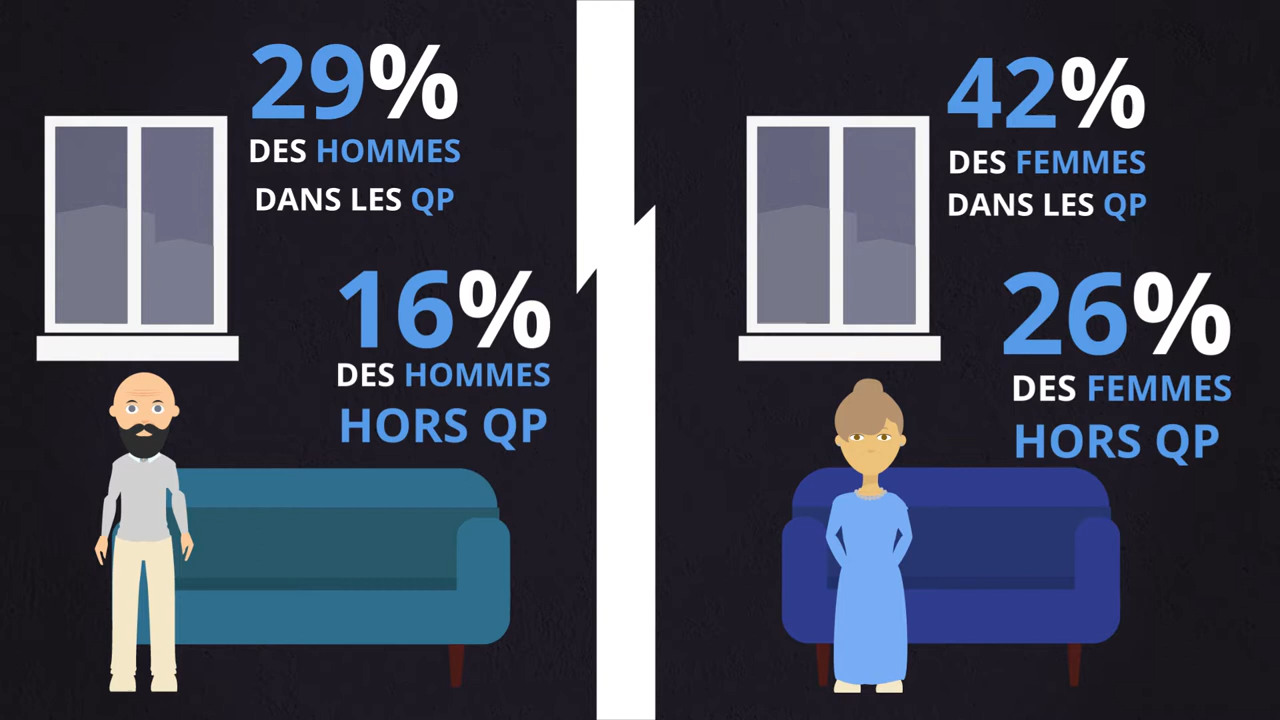 29%
DES HOMMES
DANS LES QP
16%
DES HOMMES
HORS QP
42%
DES FEMMES
DANS LES QP
26%
DES FEMMES
HORS QP